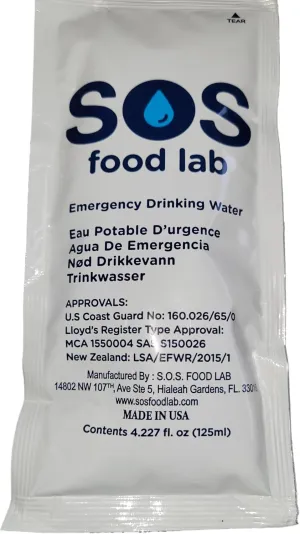 TEAR
SOS
food lab
Emergency Drinking Water
Eau Potable D'urgence
Agua De Emergencia
Nød Drikkevann
Trinkwasser
APPROVALS:
U.S Coast Guard No: 160.026/65/0
Lloyd's Register Type Approval:
MCA 1550004 SAS S150026
New Zealand: LSA/EFWR/2015/1
Manufactured By : S.O.S. FOOD LAB
14802 NW 107TH, Ave Ste 5, Hialeah Gardens, FL.
www.sosfoodlab.com
MADE IN USA
Contents 4.227 fl. oz (125ml)